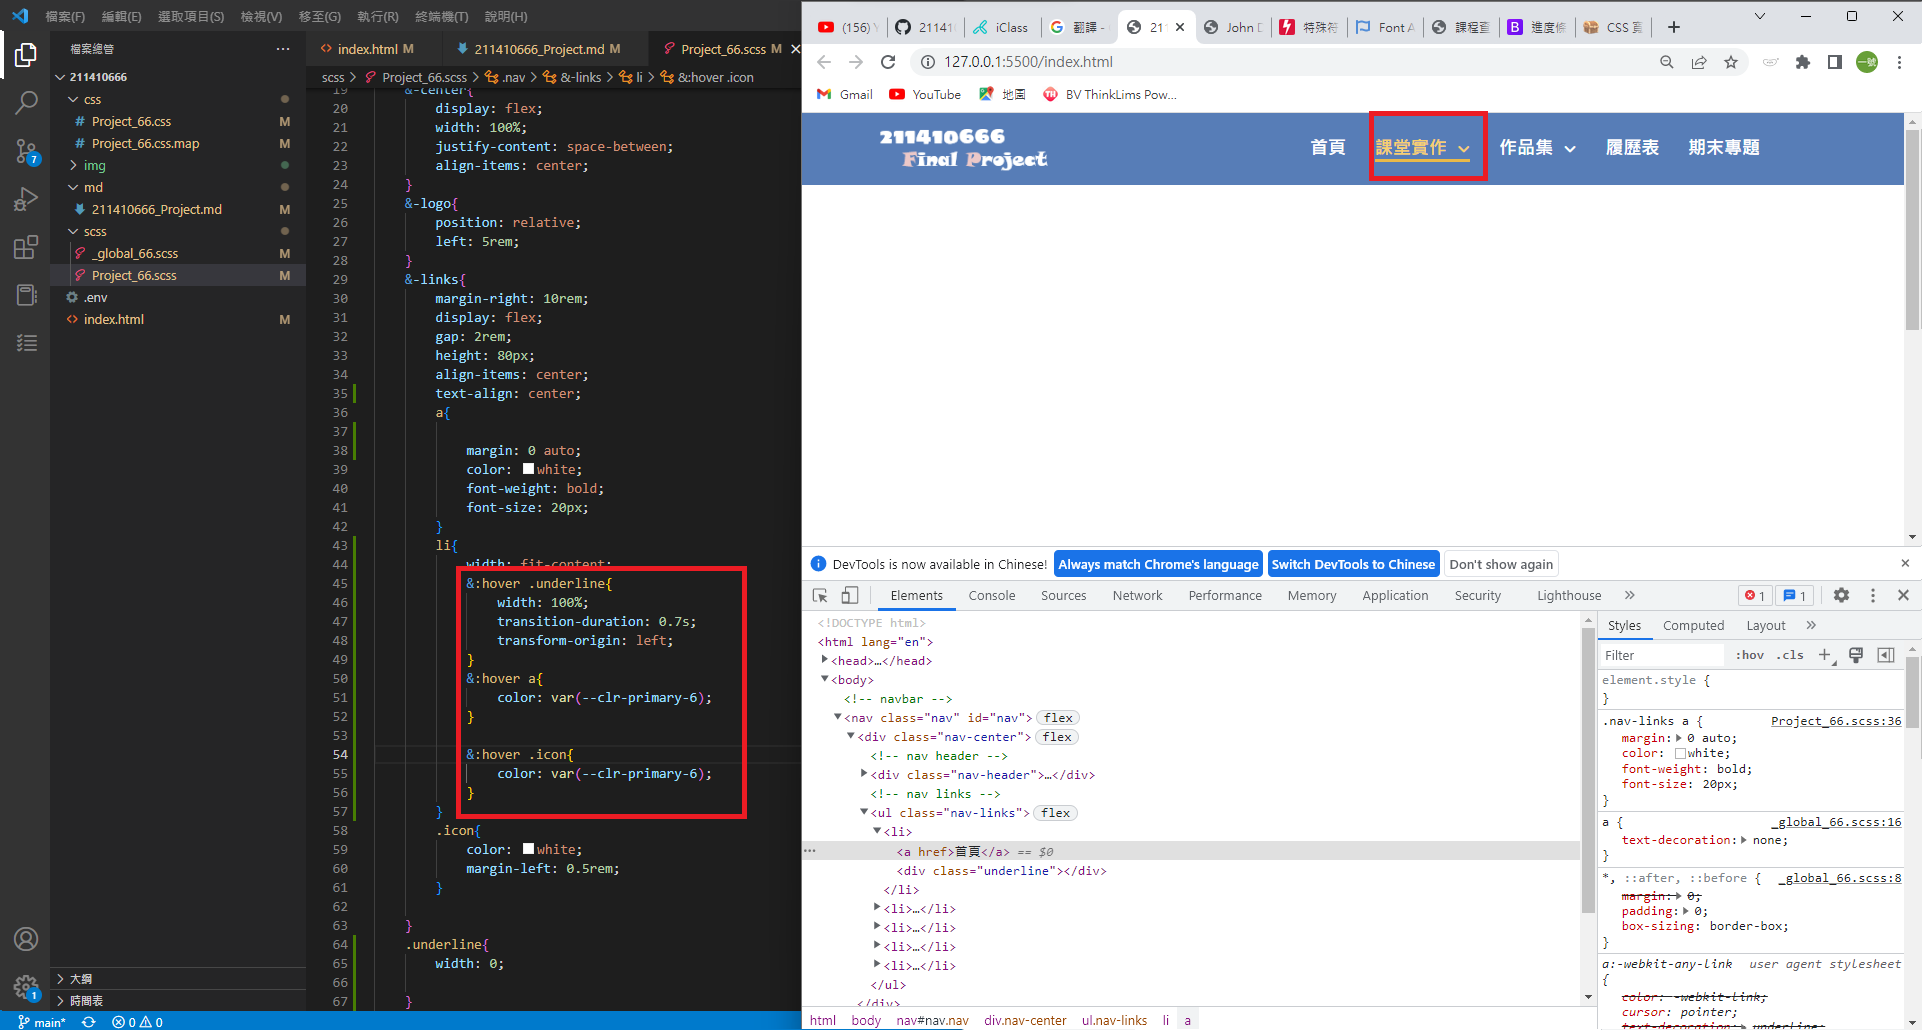 檔案(F) 編輯(E) 選取項目(S) 檢視(V) 移至(G) 執行(R) 終端機(T) 說明(H)
檔案總管 ...
211410666
css
# Project_66.css M
# Project_66.css.map M
img
md
211410666_Project.md M
scss
_global_66.scss M
Project_66.scss M
.env
<> index.html M
7
1
大綱
時間表
main* 0 0
<> index.html M 211410666_Project.md M Project_66.scss M
scss > Project_66.scss > .nav > &-links > li > &:hover .icon
19 &-center{
20 display: flex;
21 width: 100%;
22 justify-content: space-between;
23 align-items: center;
24 }
25 &-logo{
26 position: relative;
27 left: 5rem;
28 }
29 &-links{
30 margin-right: 10rem;
31 display: flex;
32 gap: 2rem;
33 height: 80px;
34 align-items: center;
35 text-align: center;
36 a{
37
38 margin: 0 auto;
39 color: white;
40 font-weight: bold;
41 font-size: 20px;
42 }
43 li{
44 width: fit-content;
45 &:hover .underline{
46 width: 100%;
47 transition-duration: 0.7s;
48 transform-origin: left;
49 }
50 &:hover a{
51 color: var(--clr-primary-6);
52 }
53
54 &:hover .icon{
55 color: var(--clr-primary-6);
56 }
57 }
58 .icon{
59 color: white;
60 margin-left: 0.5rem;
61 }
62
63 }
64 .underline{
65 width: 0;
66
67 }
(156) Y 21141 iClass 翻譯 - 211 John D 特殊符 Font A 課程查 進度條 CSS
127.0.0.1:5500/index.html 一號
Gmail YouTube 地圖 BV ThinkLims Pow...
211410666
Final Project
首頁 課堂實作 作品集 履歷表 期末專題
DevTools is now available in Chinese! Always match Chrome's language Switch DevTools to Chinese Don't show again
Elements Console Sources Network Performance Memory Application Security Lighthouse 1 1
<!DOCTYPE html>
<html lang="en">
<head>…</head>
<body>
<!-- navbar -->
<nav class="nav" id="nav"> flex
<div class="nav-center"> flex
<!-- nav header -->
<div class="nav-header">…</div>
<!-- nav links -->
<ul class="nav-links"> flex
<li>
... <a href>首頁</a> == $0
<div class="underline"></div>
</li>
<li>…</li>
<li>…</li>
<li>…</li>
<li>…</li>
</ul>
</div>
html body nav#nav.nav div.nav-center ul.nav-links li a
Styles Computed Layout
Filter :hov .cls
element.style {
}
.nav-links a { Project_66.scss:36
margin: 0 auto;
color: white;
font-weight: bold;
font-size: 20px;
}
a { _global_66.scss:16
text-decoration: none;
}
*, ::after, ::before { _global_66.scss:8
margin: 0;
padding: 0;
box-sizing: border-box;
}
a:-webkit-any-link user agent stylesheet
{
color: -webkit-link;
cursor: pointer;
text-decoration: underline;